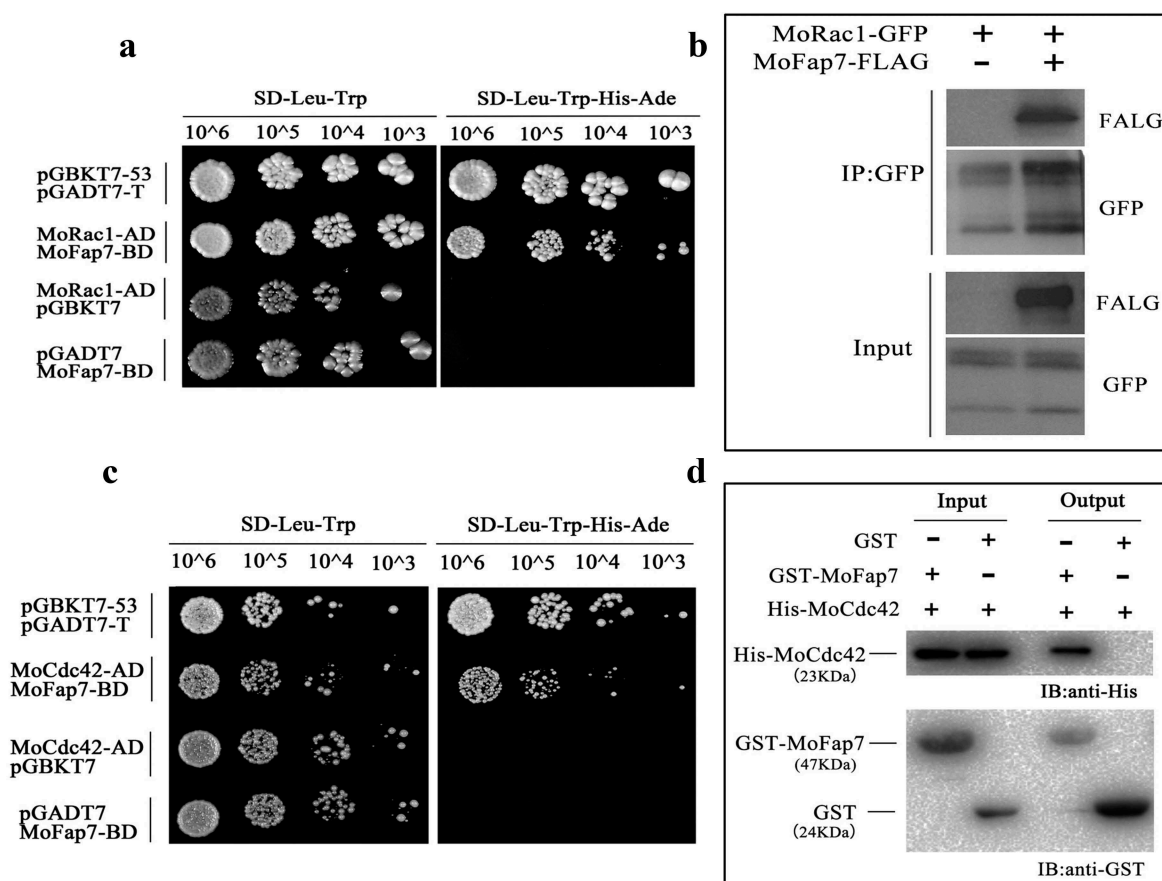 a
SD-Leu-Trp
SD-Leu-Trp-His-Ade
10^6 10^5 10^4 10^3 10^6 10^5 10^4 10^3
pGBKT7-53
pGADT7-T
MoRac1-AD
MoFap7-BD
MoRac1-AD
pGBKT7
pGADT7
MoFap7-BD
b
MoRac1-GFP + +
MoFap7-FLAG - +
IP:GFP
FALG
GFP
Input
FALG
GFP
c
SD-Leu-Trp
SD-Leu-Trp-His-Ade
10^6 10^5 10^4 10^3 10^6 10^5 10^4 10^3
pGBKT7-53
pGADT7-T
MoCdc42-AD
MoFap7-BD
MoCdc42-AD
pGBKT7
pGADT7
MoFap7-BD
d
Input Output
GST - + - +
GST-MoFap7 + - + -
His-MoCdc42 + + + +
His-MoCdc42
(23KDa)
IB:anti-His
GST-MoFap7
(47KDa)
GST
(24KDa)
IB:anti-GST